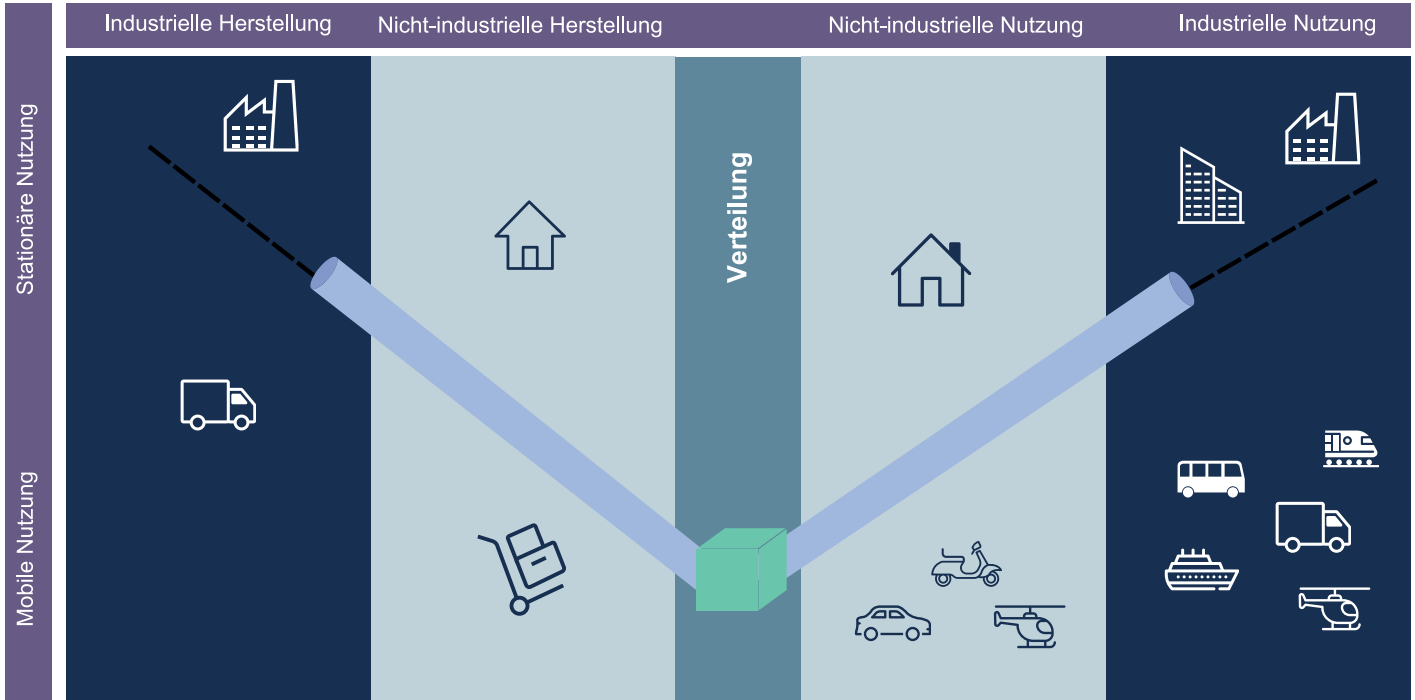 Industrielle Herstellung
Nicht-industrielle Herstellung
Nicht-industrielle Nutzung
Industrielle Nutzung
Stationäre Nutzung
Verteilung
Mobile Nutzung